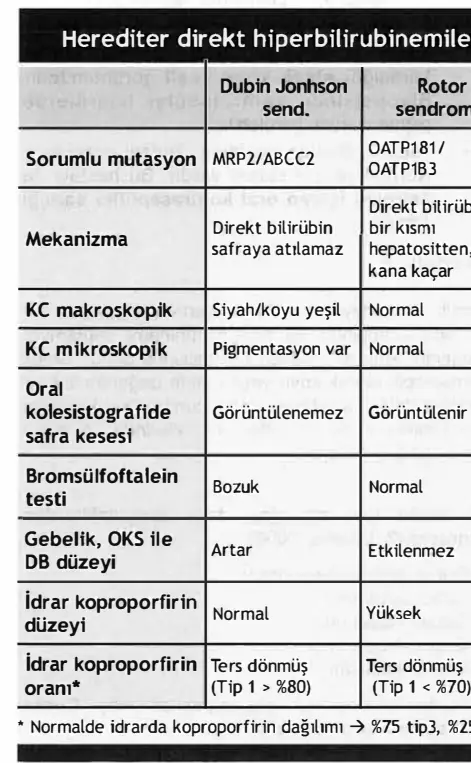 Herediter direkt hiperbilirubinemile
Dubin Jonhson Rotor
send sendrom
Sorumlu mutasyon MRP2/ABCC2 OATP181/
OATPIB3
Mekanizma Direkt bilirübin safraya atılamaz Direkt bilirüb
bir kısmı
hepatositten,
kana kaçar
KC makroskopik Siyah/koyu yeşil Normal
KC mikroskopik Pigmentasyon var Normal
Oral
kolesistografide Görüntülenemez Görüntülenir
safra kesesi
Bromsülfoftalein
testi Bozuk Normal
Gebelik, OKS ile
DB düzeyi Artar Etkilenmez
İdrar koproporfirin
düzeyi Normal Yüksek
İdrar koproporfirin Ters dönmüş Ters dönmüş
oranı* (Tip 1 > %80) (Tip 1 < %70)
* Normalde idrarda koproporfirin dağılımı → %75 tip3, %25